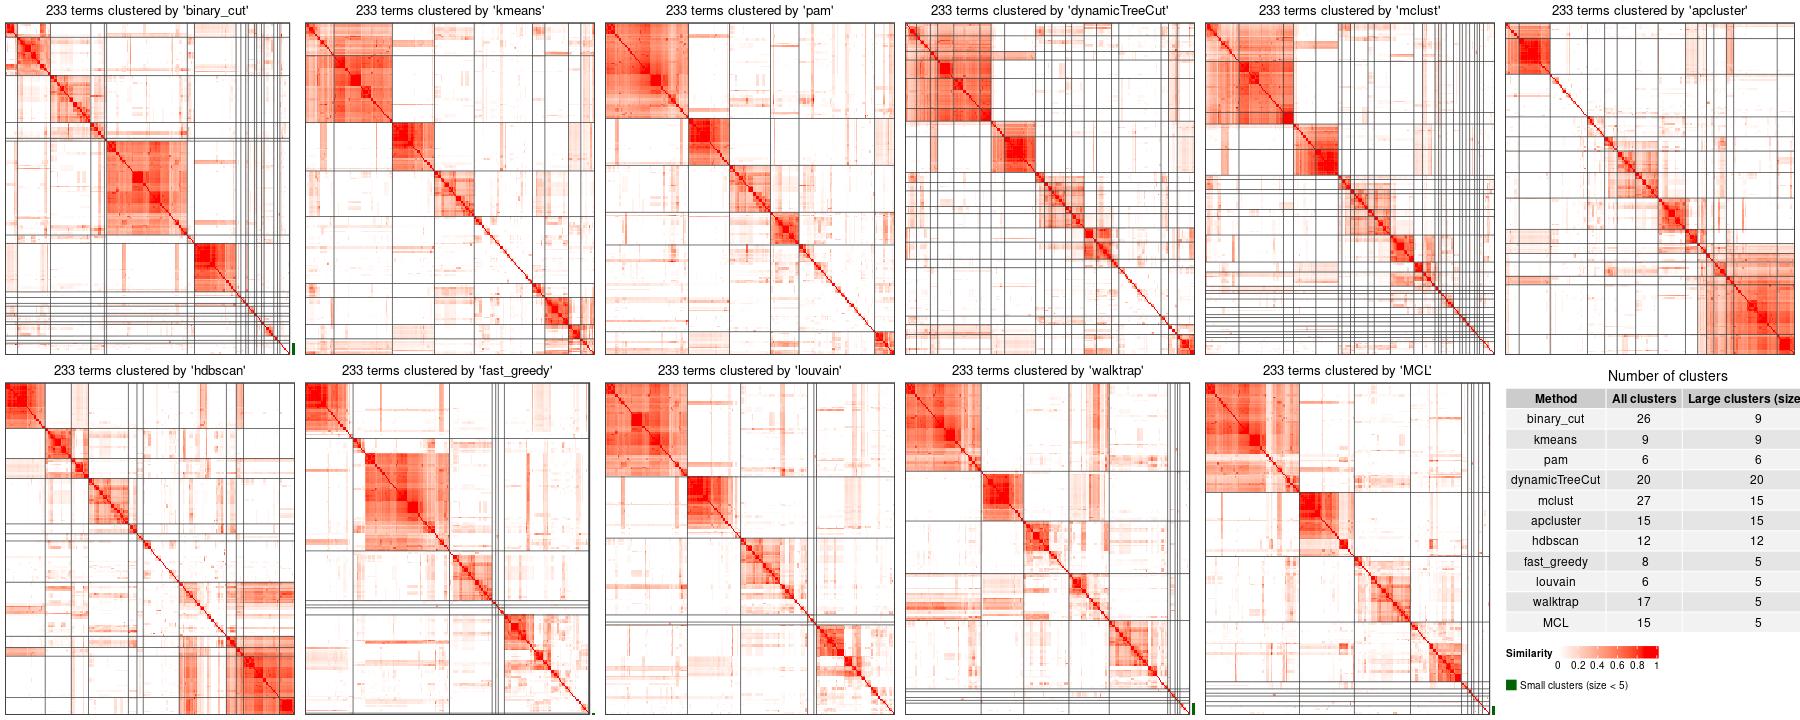 233 terms clustered by 'binary_cut'
233 terms clustered by 'kmeans'
233 terms clustered by 'pam'
233 terms clustered by 'dynamicTreeCut'
233 terms clustered by 'mclust'
233 terms clustered by 'apcluster'
233 terms clustered by 'hdbscan'
233 terms clustered by 'fast_greedy'
233 terms clustered by 'louvain'
233 terms clustered by 'walktrap'
233 terms clustered by 'MCL'
Number of clusters
Method All clusters Large clusters (size
binary_cut 26 9
kmeans 9 9
pam 6 6
dynamicTreeCut 20 20
mclust 27 15
apcluster 15 15
hdbscan 12 12
fast_greedy 8 5
louvain 6 5
walktrap 17 5
MCL 15 5
Similarity
0 0.2 0.4 0.6 0.8 1
Small clusters (size < 5)